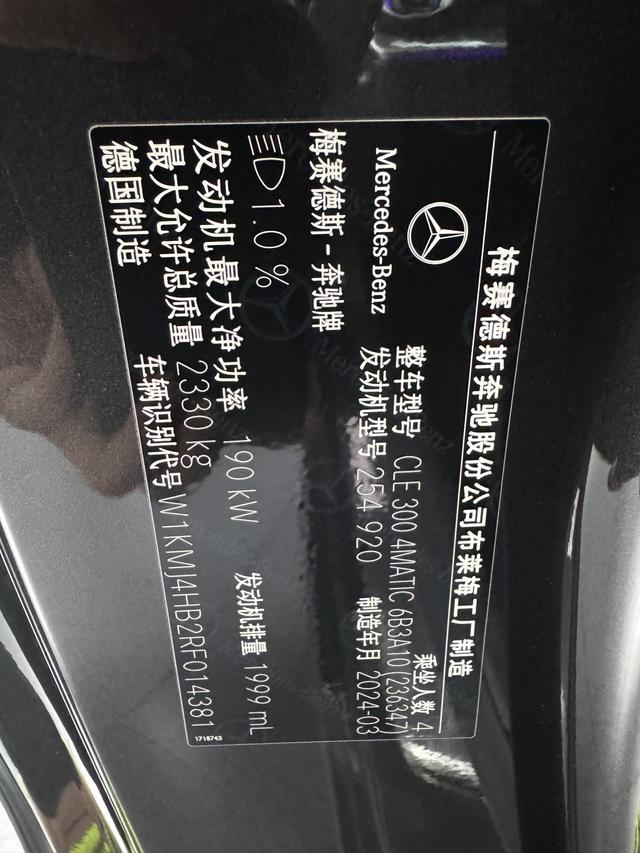 梅赛德斯奔驰股份公司布莱梅工厂制造
Mercedes-Benz
整车型号 CLE 300 4MATIC 6B3A10 (236347)
乘坐人数 4
发动机型号 254 920
制造年月 2024-03
梅赛德斯-奔驰牌
1.0 %
发动机最大净功率 190 kW
发动机排量 1999 mL
最大允许总质量 2330 kg
德国制造
车辆识别代号 W1KMJ4HB2RF014381
1718743